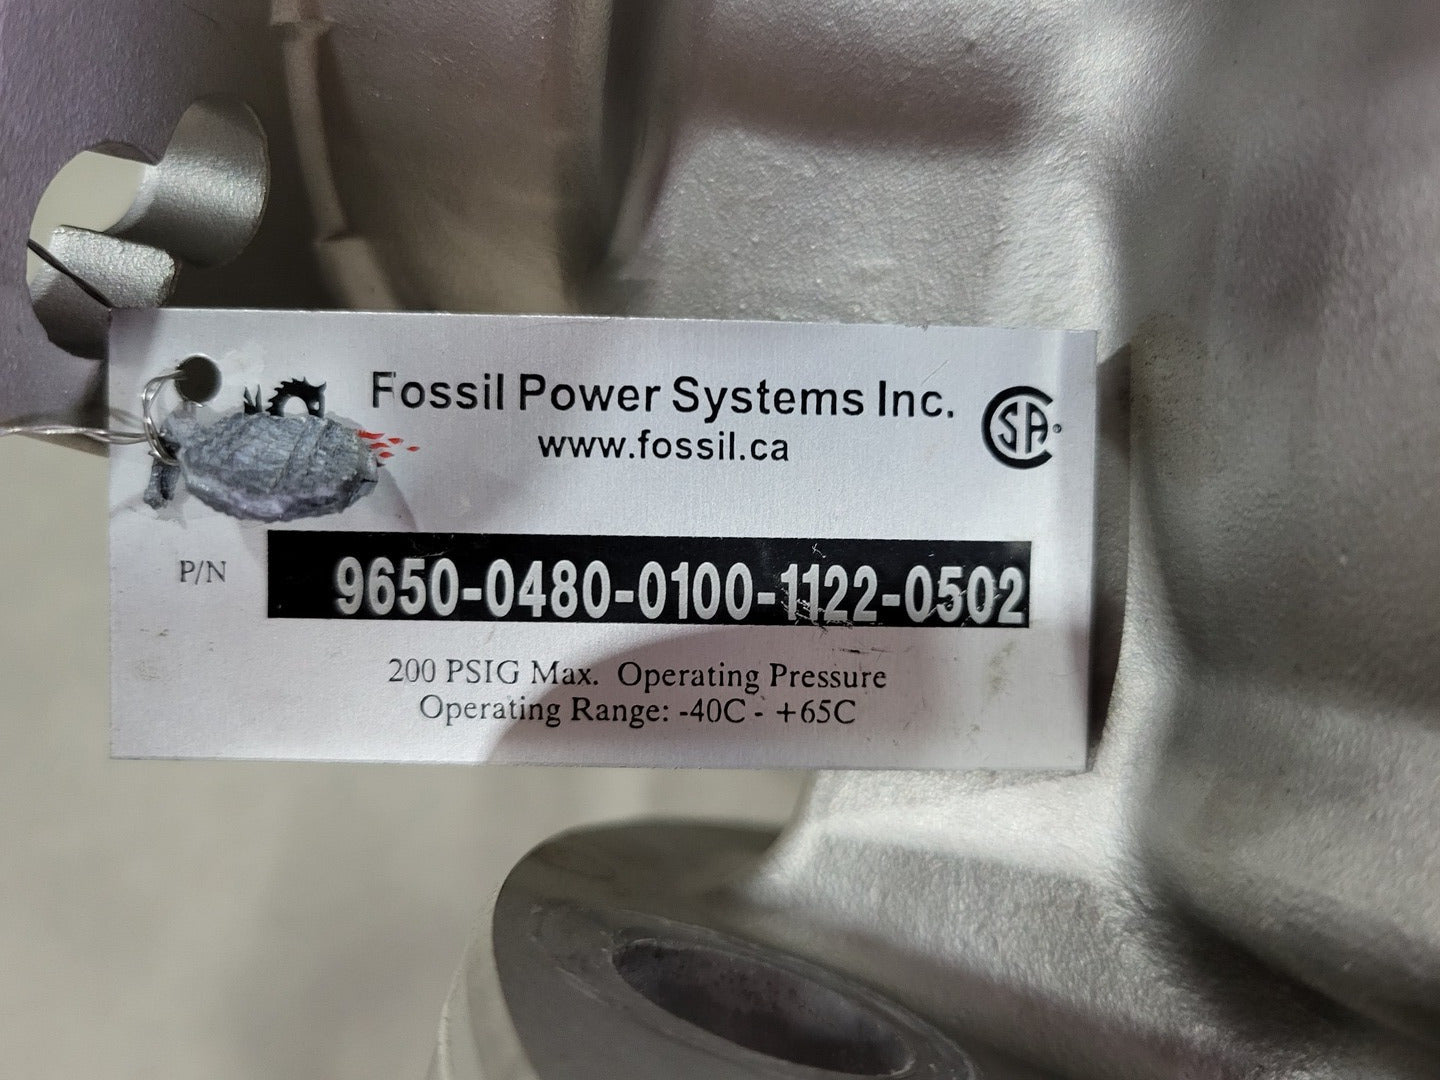 Fossil Power Systems Inc.
www.fossil.ca
CSA®
P/N 9650-0480-0100-1122-0502
200 PSIG Max. Operating Pressure
Operating Range: -40C - +65C